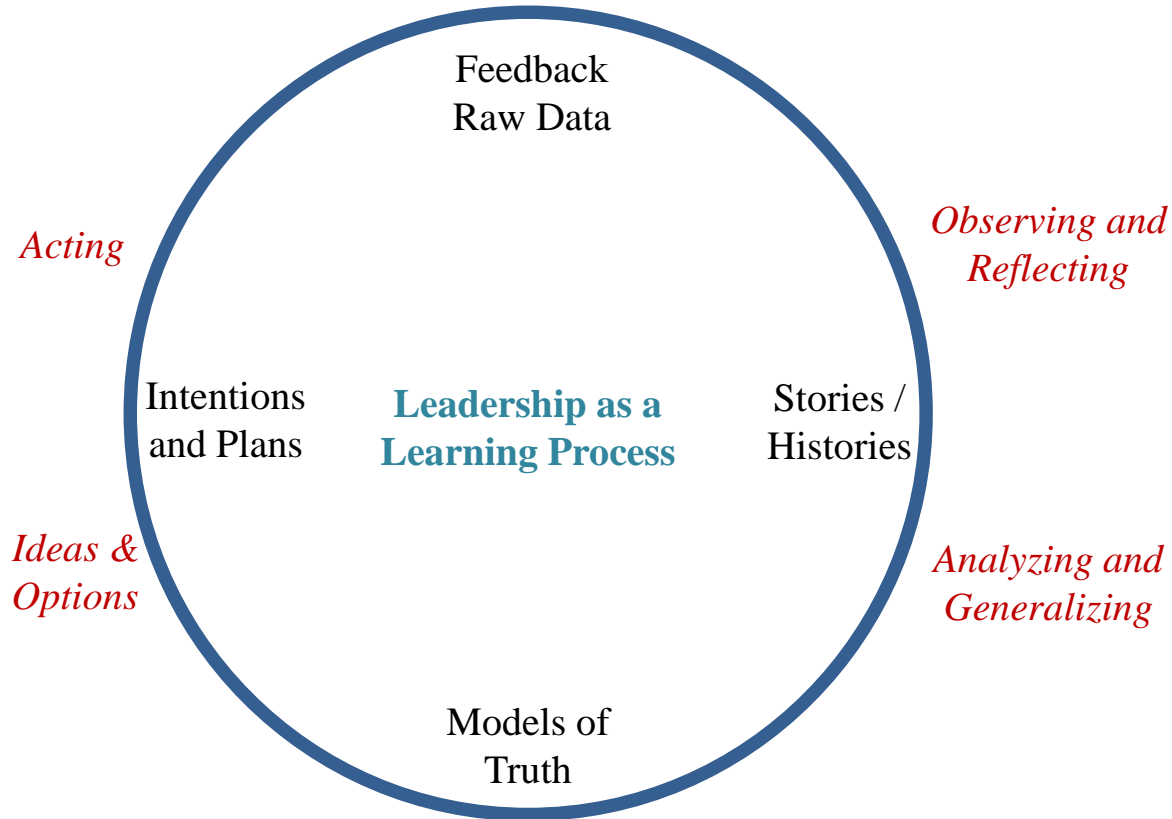 Feedback
Raw Data
Acting
Observing and
Reflecting
Intentions
and Plans
Leadership as a
Learning Process
Stories /
Histories
Ideas &
Options
Analyzing and
Generalizing
Models of
Truth